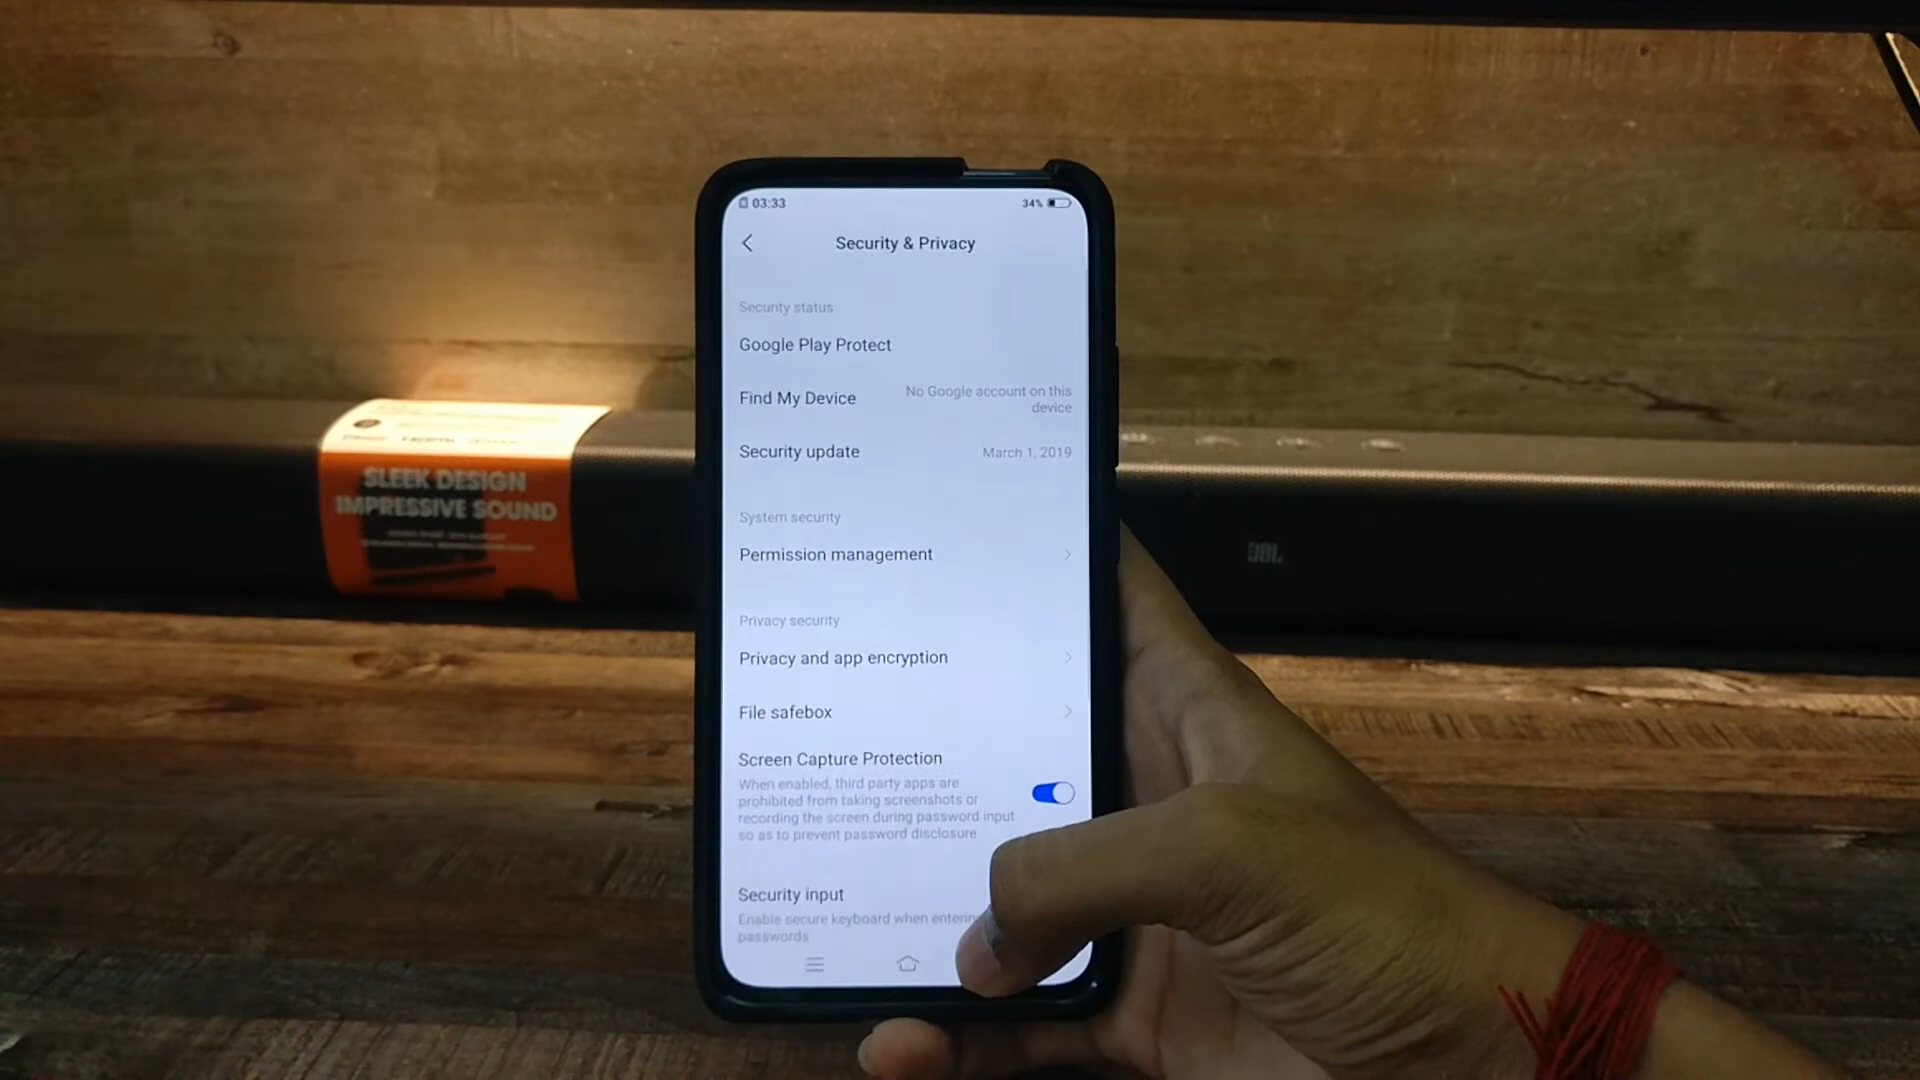 03:33
34%
Security & Privacy
Security status
Google Play Protect
Find My Device
No Google account on this
device
Security update
March 1, 2019
System security
Permission management
Privacy security
Privacy and app encryption
File safebox
Screen Capture Protection
When enabled, third party apps are
prohibited from taking screenshots or
recording the screen during password input
so as to prevent password disclosure
Security input
Enable secure keyboard when entering
passwords
SLEEK DESIGN
IMPRESSIVE SOUND
JBL